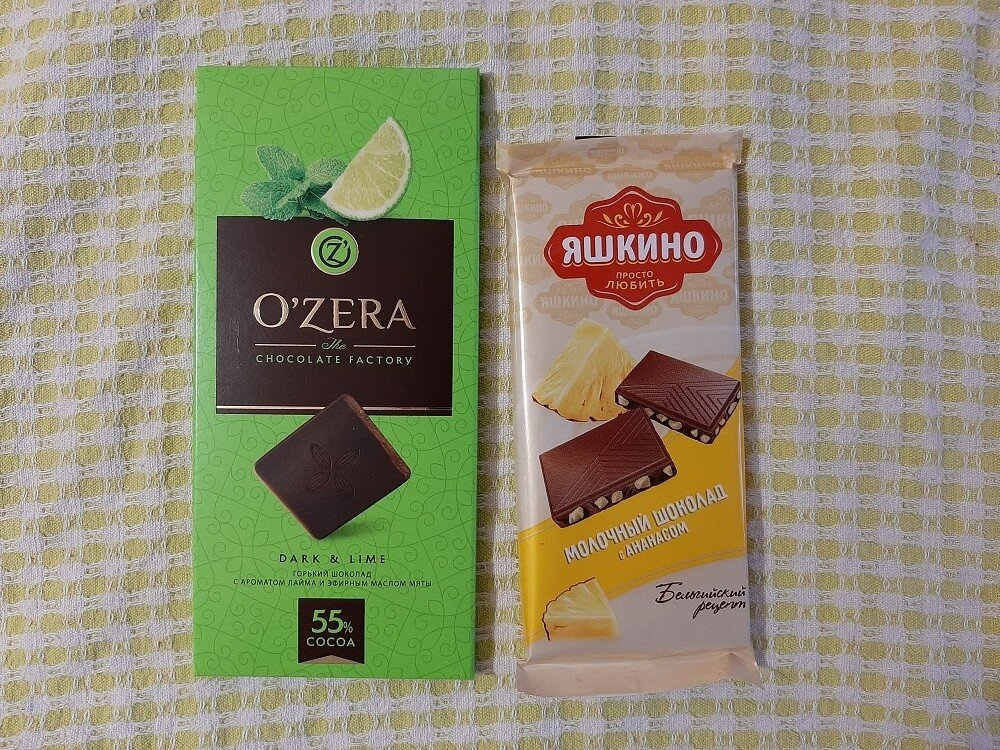 OZ
O'ZERA
The
CHOCOLATE FACTORY
DARK & LIME
ГОРЬКИЙ ШОКОЛАД
С АРОМАТОМ ЛАЙМА И ЭФИРНЫМ МАСЛОМ МЯТЫ
55%
COCOA
ЯШКИНО
ПРОСТО
ЛЮБИТЬ
МОЛОЧНЫЙ ШОКОЛАД
с АНАНАСОМ
Бельгийский
рецепт